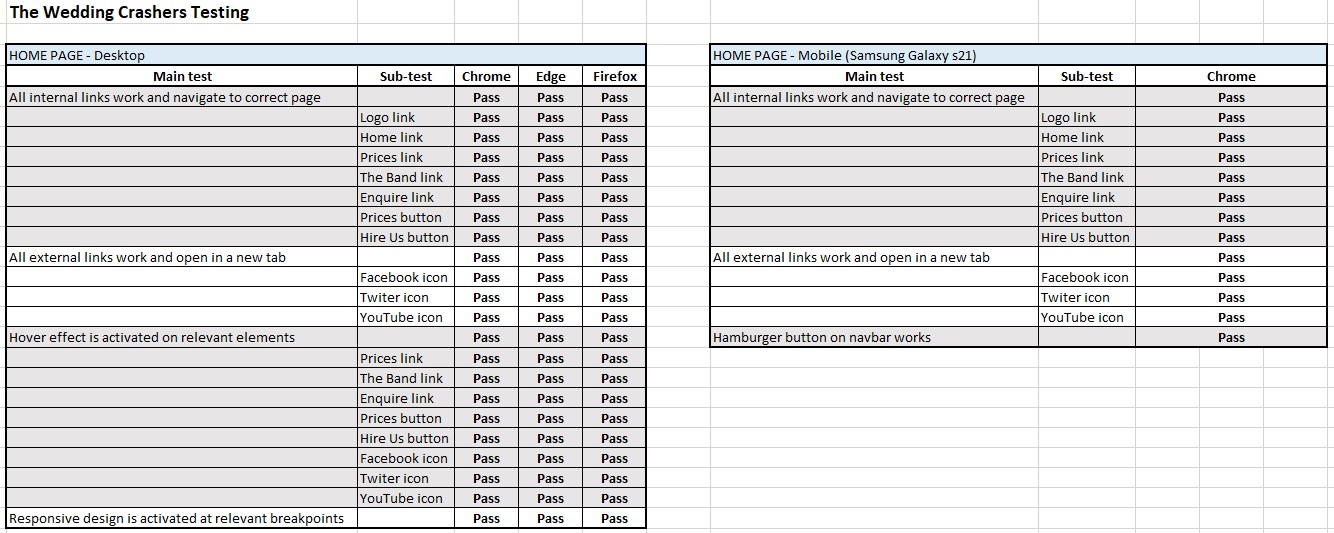 The Wedding Crashers Testing
HOME PAGE - Desktop
Main test Sub-test Chrome Edge Firefox
All internal links work and navigate to correct page Pass Pass Pass
Logo link Pass Pass Pass
Home link Pass Pass Pass
Prices link Pass Pass Pass
The Band link Pass Pass Pass
Enquire link Pass Pass Pass
Prices button Pass Pass Pass
Hire Us button Pass Pass Pass
All external links work and open in a new tab Pass Pass Pass
Facebook icon Pass Pass Pass
Twiter icon Pass Pass Pass
YouTube icon Pass Pass Pass
Hover effect is activated on relevant elements Pass Pass Pass
Prices link Pass Pass Pass
The Band link Pass Pass Pass
Enquire link Pass Pass Pass
Prices button Pass Pass Pass
Hire Us button Pass Pass Pass
Facebook icon Pass Pass Pass
Twiter icon Pass Pass Pass
YouTube icon Pass Pass Pass
Responsive design is activated at relevant breakpoints Pass Pass Pass
HOME PAGE - Mobile (Samsung Galaxy s21)
Main test Sub-test Chrome
All internal links work and navigate to correct page Pass
Logo link Pass
Home link Pass
Prices link Pass
The Band link Pass
Enquire link Pass
Prices button Pass
Hire Us button Pass
All external links work and open in a new tab Pass
Facebook icon Pass
Twiter icon Pass
YouTube icon Pass
Hamburger button on navbar works Pass